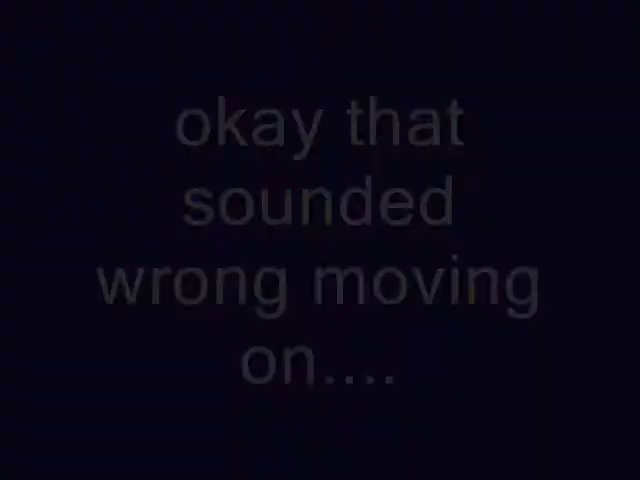 okay that
sounded
wrong moving
on....